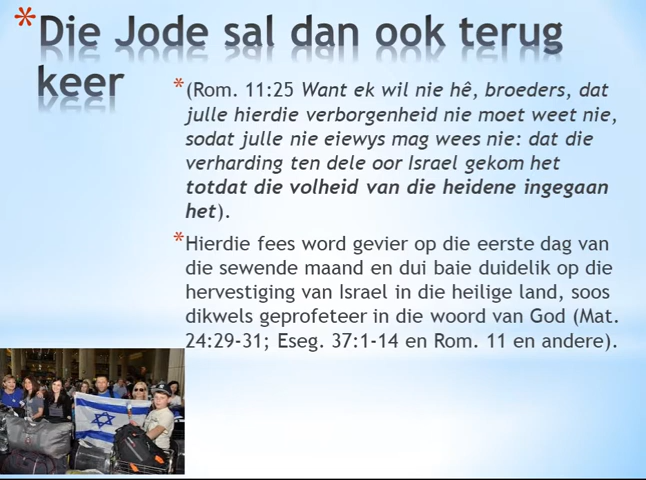 * Die Jode sal dan ook terug
keer
* (Rom. 11:25 Want ek wil nie hê, broeders, dat
julle hierdie verborgenheid nie moet weet nie,
sodat julle nie eiewys mag wees nie: dat die
verharding ten dele oor Israel gekom het
totdat die volheid van die heidene ingegaan
het).
* Hierdie fees word gevier op die eerste dag van
die sewende maand en dui baie duidelik op die
hervestiging van Israel in die heilige land, soos
dikwels geprofeteer in die woord van God (Mat.
24:29-31; Eseg. 37:1-14 en Rom. 11 en andere).